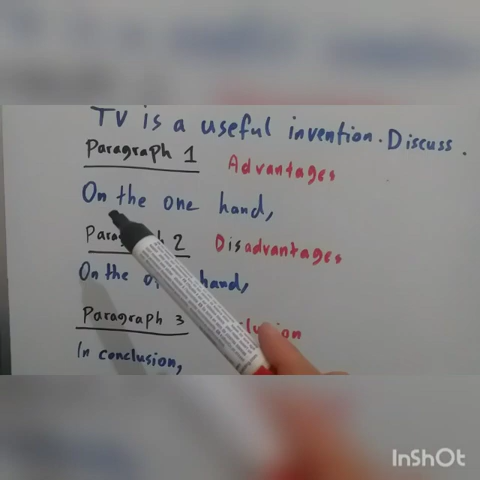 TV is a useful invention. Discuss.
Paragraph 1 Advantages
On the one hand,
2 Disadvantages
On the hand,
Paragraph 3
In conclusion,
InShOt